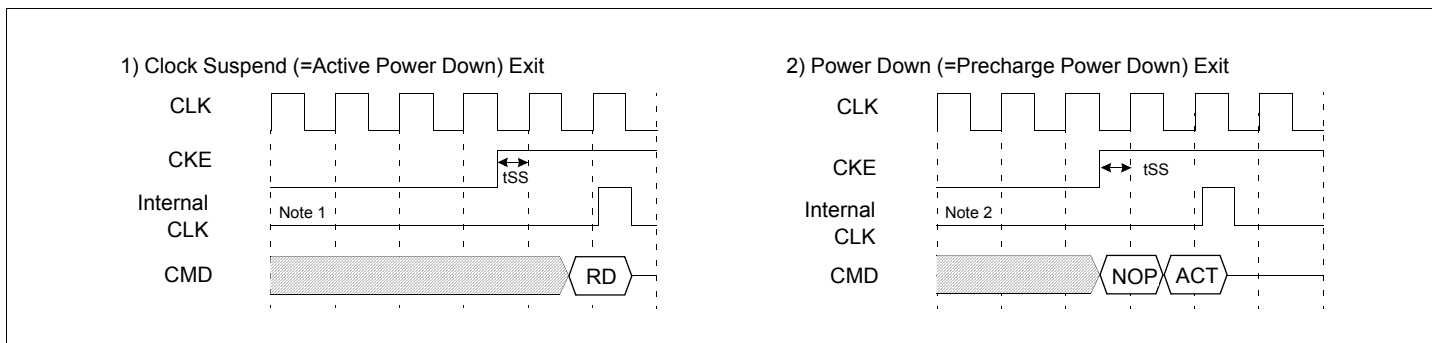 1) Clock Suspend (=Active Power Down) Exit
CLK
CKE
tSS
Internal
CLK
Note 1
CMD
RD
2) Power Down (=Precharge Power Down) Exit
CLK
CKE
tSS
Internal
CLK
Note 2
CMD
NOP
ACT